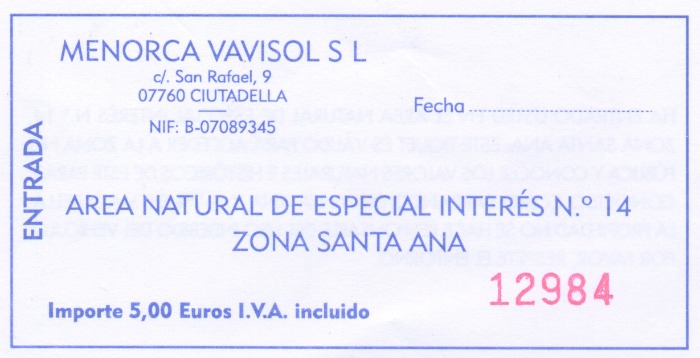 MENORCA VAVISOL S L
c/. San Rafael, 9
07760 CIUTADELLA
NIF: B-07089345
Fecha
ENTRADA
AREA NATURAL DE ESPECIAL INTERÉS N.º 14
ZONA SANTA ANA
12984
Importe 5,00 Euros I.V.A. incluido